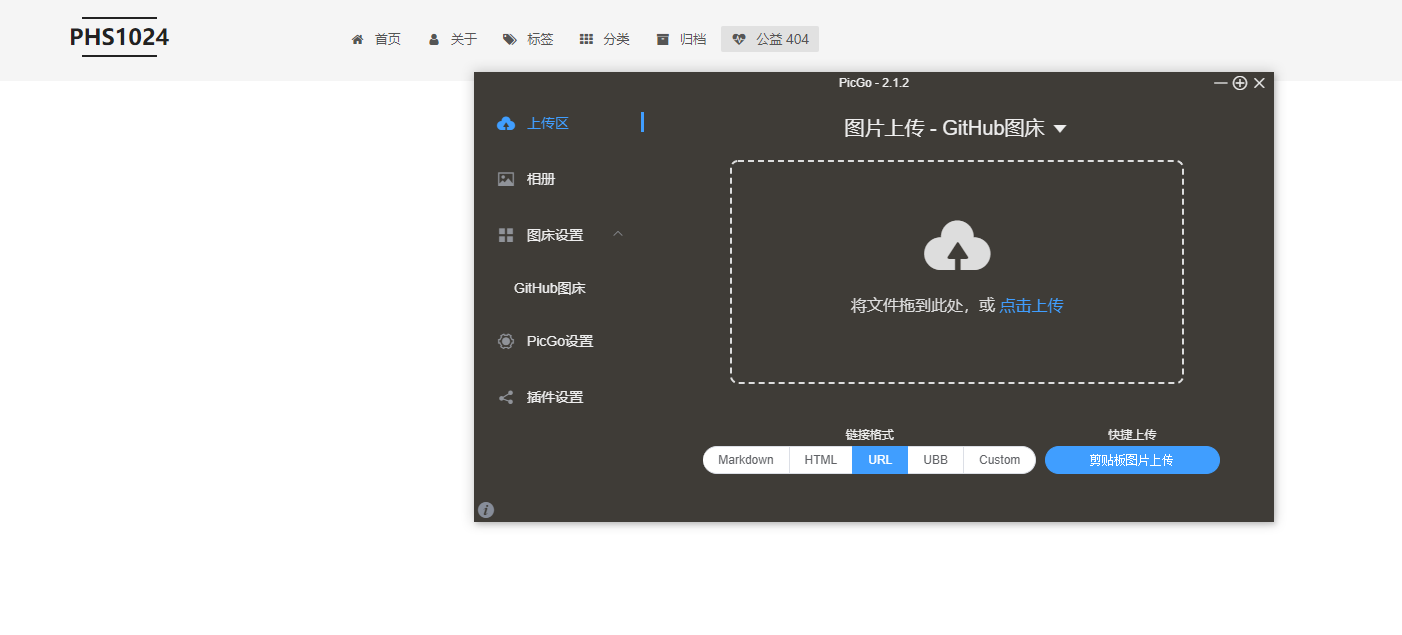 PHS1024
首页 关于 标签 分类 归档 公益 404
PicGo - 2.1.2
上传区
图片上传 - GitHub图床
相册
图床设置
GitHub图床
将文件拖到此处，或 点击上传
PicGo设置
插件设置
链接格式 快捷上传
Markdown HTML URL UBB Custom 剪贴板图片上传
i